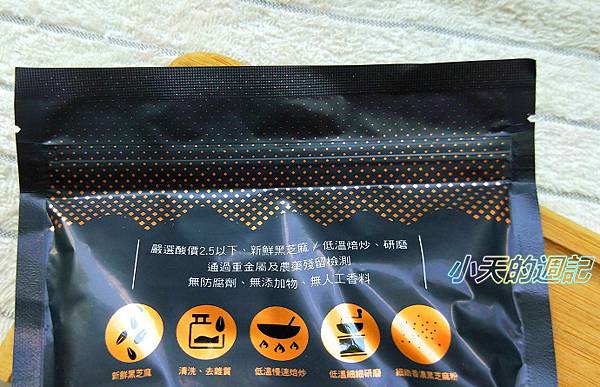 嚴選酸價2.5以下、新鮮黑芝麻 / 低溫焙炒、研磨
通過重金屬及農藥殘留檢測
無防腐劑、無添加物、無人工香料
小天的週記
新鮮黑芝麻 清洗、去雜質 低溫慢速焙炒 低溫細細研磨 細緻香濃黑芝麻粉